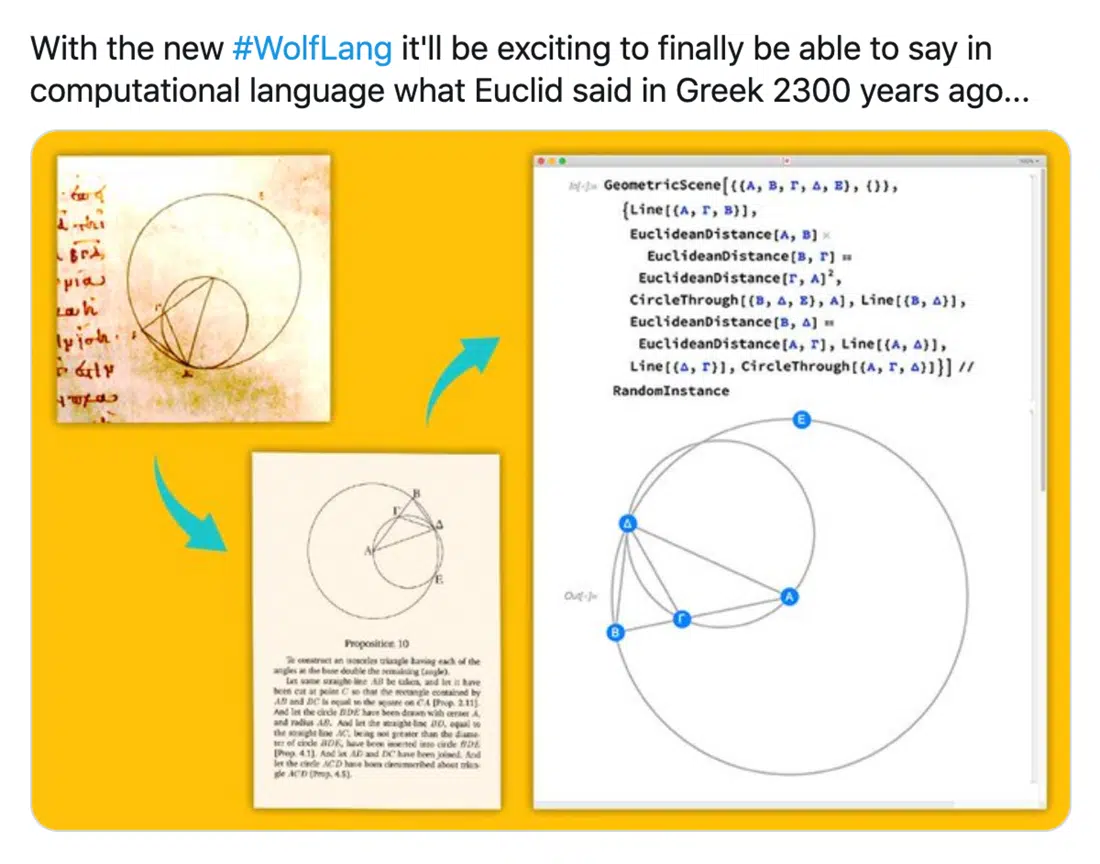 With the new #WolfLang it'll be exciting to finally be able to say in
computational language what Euclid said in Greek 2300 years ago...
In[·]:= GeometricScene[{{Α, Β, Γ, Δ, Ε}, {}},
{Line[{Α, Γ, Β}],
EuclideanDistance[Α, Β] ×
EuclideanDistance[Β, Γ] ==
EuclideanDistance[Γ, Α]²,
CircleThrough[{Β, Δ, Ε}, Α], Line[{Β, Δ}],
EuclideanDistance[Β, Δ] ==
EuclideanDistance[Α, Γ], Line[{Α, Δ}],
Line[{Δ, Γ}], CircleThrough[{Α, Γ, Δ}]}] //
RandomInstance
Ε
Δ
Out[·]=
Α
Γ
Β
Β
Γ
Δ
Α
Ε
Proposition 10
To construct an isosceles triangle having each of the
angles at the base double the remaining (angle).
Let some straight-line AB be taken, and let it have
been cut at point C so that the rectangle contained by
AB and BC is equal to the square on CA [Prop. 2.11].
And let the circle BDE have been drawn with center A,
and radius AB. And let the straight-line BD, equal to
the straight-line AC, being not greater than the diame-
ter of circle BDE, have been inserted into circle BDE
[Prop. 4.1]. And let AD and DC have been joined. And
let the circle ACD have been circumscribed about trian-
gle ACD [Prop. 4.5].